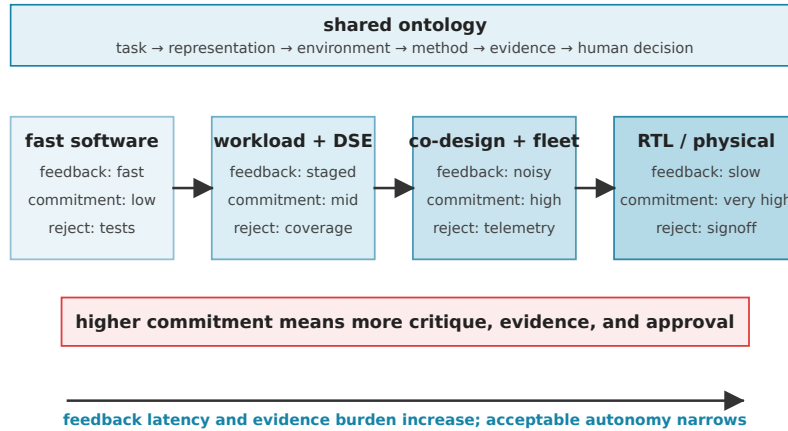 shared ontology
task → representation → environment → method → evidence → human decision
fast software
feedback: fast
commitment: low
reject: tests
workload + DSE
feedback: staged
commitment: mid
reject: coverage
co-design + fleet
feedback: noisy
commitment: high
reject: telemetry
RTL / physical
feedback: slow
commitment: very high
reject: signoff
higher commitment means more critique, evidence, and approval
feedback latency and evidence burden increase; acceptable autonomy narrows